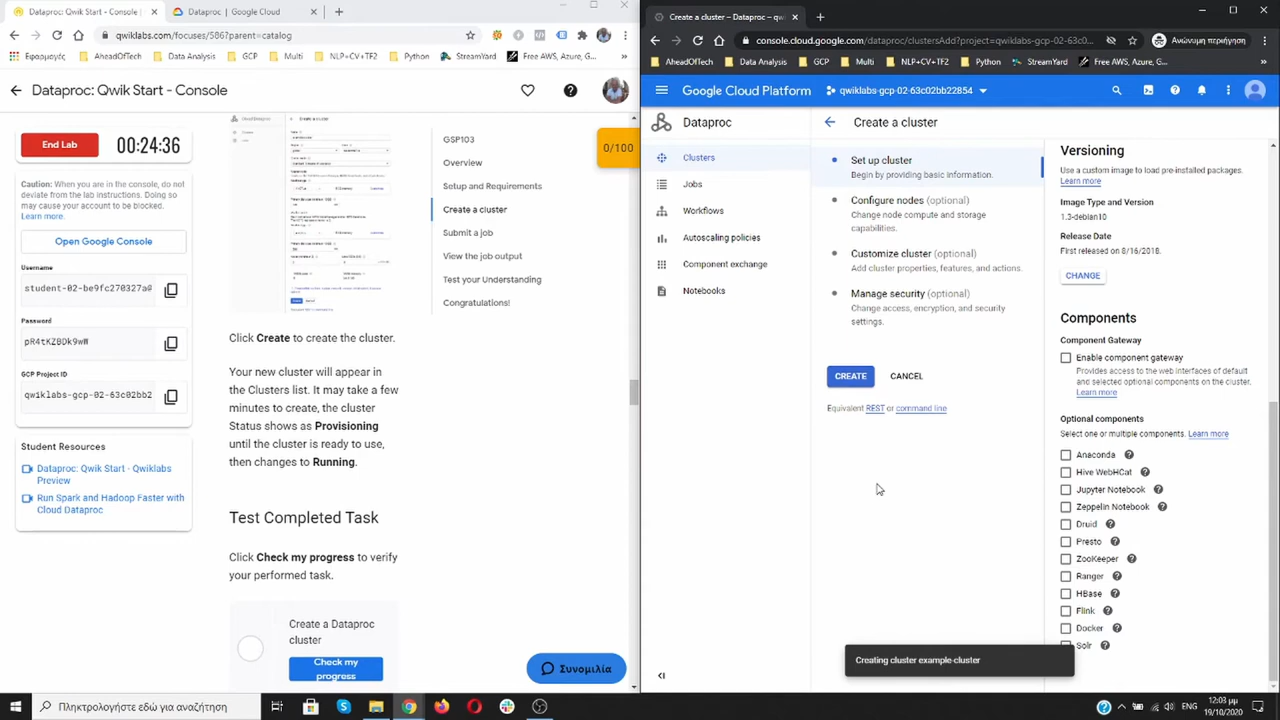 Dataproc: Qwik Start - Console
Dataproc | Google Cloud
qwiklabs.com/focuses/586?parent=catalog
Εφαρμογές
AheadOfTech
Data Analysis
GCP
Multi
NLP+CV+TF2
Python
StreamYard
Free AWS, Azure, G...
»
Dataproc: Qwik Start - Console
End Lab
00:24:36
Caution: When you are in the console, do not
deviate from the lab instructions. Doing so
may cause your account to be blocked.
Learn more.
Open Google Console
Username
student-02-be9fc270327a@
Password
pR4tKZBDk9wW
GCP Project ID
qwiklabs-gcp-02-63c02bb2
Student Resources
Dataproc: Qwik Start - Qwiklabs
Preview
Run Spark and Hadoop Faster with
Cloud Dataproc
Click Create to create the cluster.
Your new cluster will appear in
the Clusters list. It may take a few
minutes to create, the cluster
Status shows as Provisioning
until the cluster is ready to use,
then changes to Running.
Test Completed Task
Click Check my progress to verify
your performed task.
Create a Dataproc
cluster
Check my
progress
GSP103
Overview
Setup and Requirements
Create a cluster
Submit a job
View the job output
Test your Understanding
Congratulations!
0/100
Συνομιλία
Create a cluster – Dataproc – qw
console.cloud.google.com/dataproc/clustersAdd?project=qwiklabs-gcp-02-63c0...
Ανώνυμη περιήγηση
AheadOfTech
Data Analysis
GCP
Multi
NLP+CV+TF2
Python
StreamYard
Free AWS, Azure, G...
»
Google Cloud Platform
qwiklabs-gcp-02-63c02bb22854
Dataproc
Create a cluster
Clusters
Jobs
Workflows
Autoscaling policies
Component exchange
Notebooks
Set up cluster
Begin by providing basic information.
Configure nodes (optional)
Change node compute and storage
capabilities.
Customize cluster (optional)
Add cluster properties, features, and actions.
Manage security (optional)
Change access, encryption, and security
settings.
CREATE
CANCEL
Equivalent REST or command line
Versioning
Use a custom image to load pre-installed packages.
Learn more
Image Type and Version
1.3-debian10
Release Date
First released on 8/16/2018.
CHANGE
Components
Component Gateway
Enable component gateway
Provides access to the web interfaces of default
and selected optional components on the cluster.
Learn more
Optional components
Select one or multiple components. Learn more
Anaconda
Hive WebHCat
Jupyter Notebook
Zeppelin Notebook
Druid
Presto
ZooKeeper
Ranger
HBase
Flink
Docker
Solr
Creating cluster example-cluster
Πληκτρολογήστε εδώ για αναζήτηση
ENG
12:03 μμ
19/10/2020